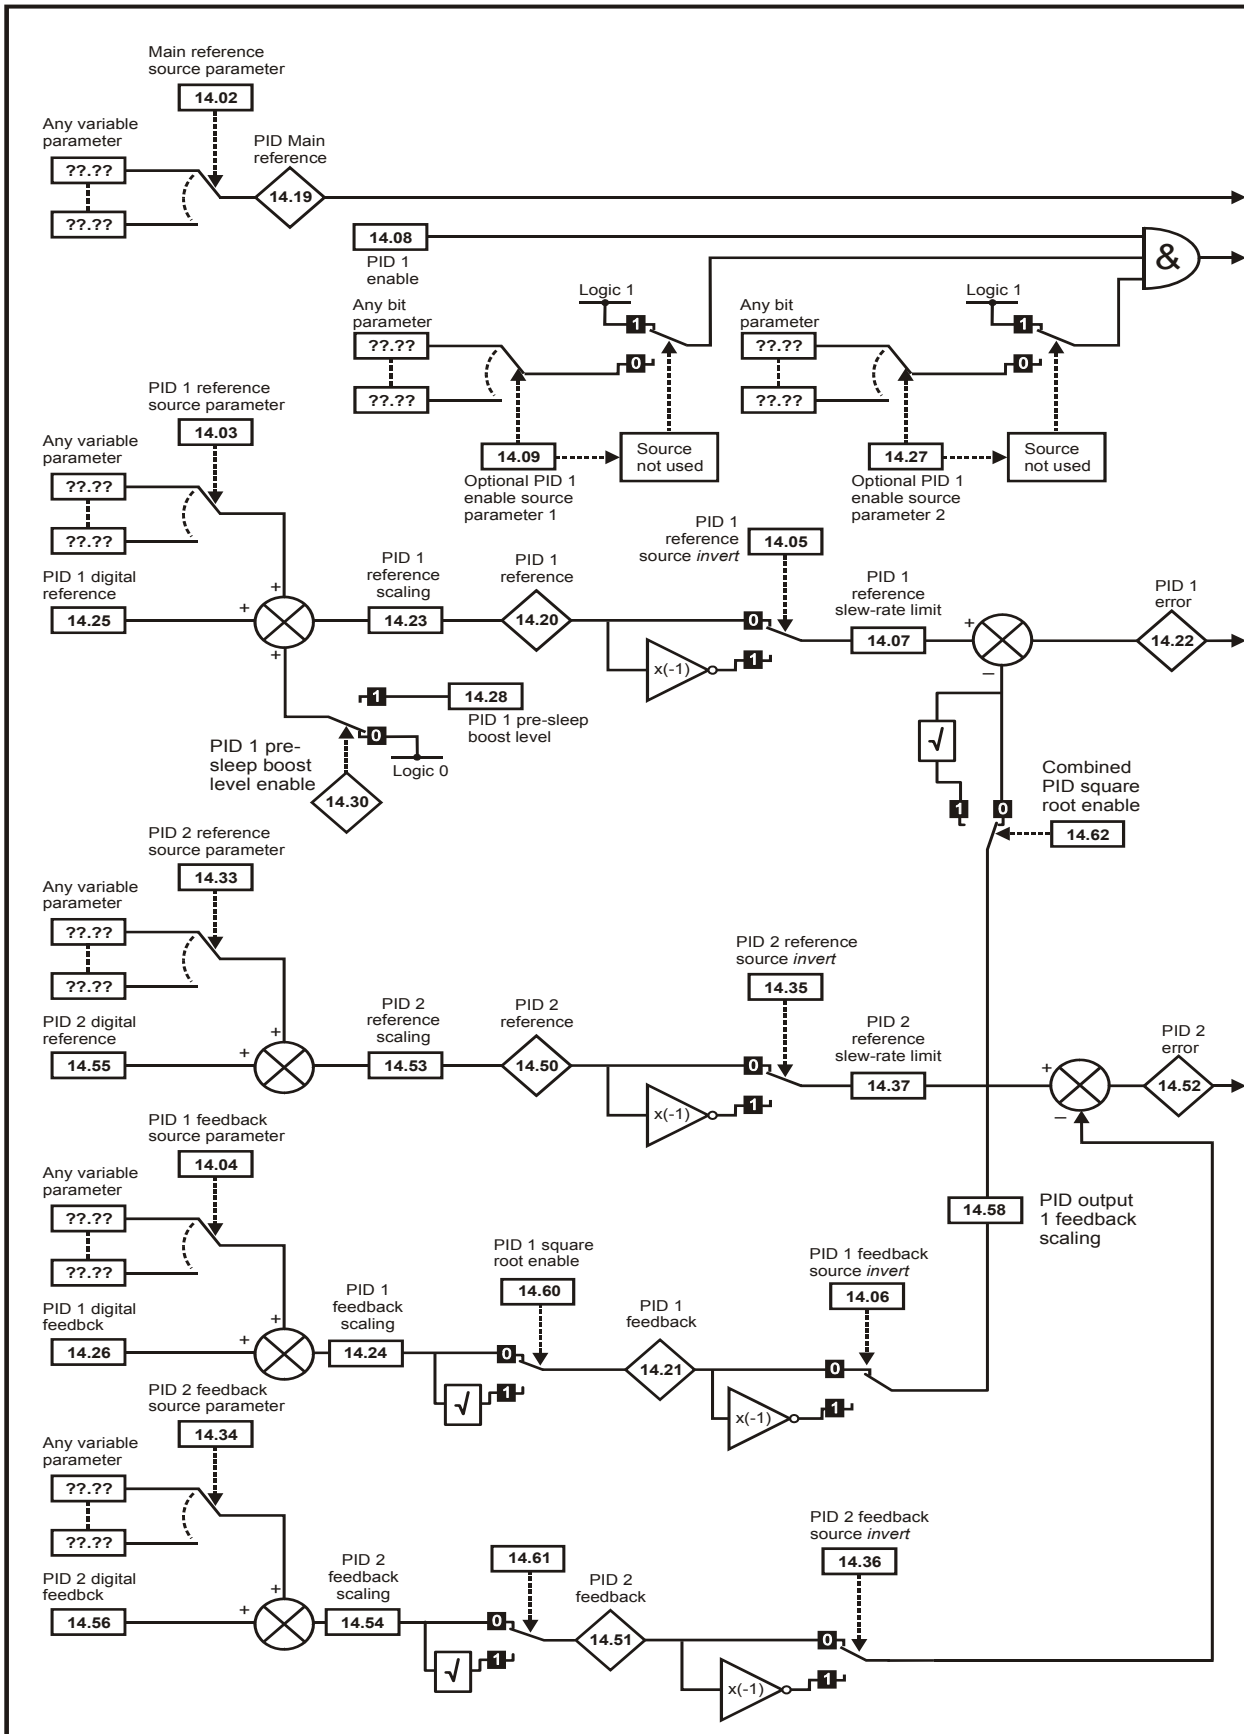 Main reference
source parameter
14.02
Any variable
parameter
PID Main
reference
??.??
14.19
??.??
14.08
PID 1
enable
&
Logic 1
Any bit
parameter
1
??.??
0
??.??
Logic 1
Any bit
parameter
1
??.??
0
??.??
14.09
Source
not used
Optional PID 1
enable source
parameter 1
14.27
Source
not used
Optional PID 1
enable source
parameter 2
PID 1 reference
source parameter
14.03
Any variable
parameter
??.??
??.??
PID 1 digital
reference
14.25
+
+
+
PID 1
reference
scaling
14.23
PID 1
reference
14.20
PID 1
reference
source invert
14.05
0
x(-1)
1
PID 1
reference
slew-rate limit
14.07
+
–
PID 1
error
14.22
1
14.28
PID 1 pre-sleep
boost level
0
Logic 0
PID 1 pre-
sleep boost
level enable
14.30
√
1
0
Combined
PID square
root enable
14.62
PID 2 reference
source parameter
14.33
Any variable
parameter
??.??
??.??
PID 2 digital
reference
14.55
+
+
PID 2
reference
scaling
14.53
PID 2
reference
14.50
PID 2 reference
source invert
14.35
0
x(-1)
1
PID 2
reference
slew-rate limit
14.37
+
–
PID 2
error
14.52
PID 1 feedback
source parameter
14.04
Any variable
parameter
??.??
??.??
14.58
PID output
1 feedback
scaling
PID 1 digital
feedbck
14.26
+
+
PID 1
feedback
scaling
14.24
PID 1 square
root enable
14.60
0
√
1
PID 1
feedback
14.21
PID 1 feedback
source invert
14.06
0
x(-1)
1
PID 2 feedback
source parameter
14.34
Any variable
parameter
??.??
??.??
PID 2 digital
feedbck
14.56
+
+
PID 2
feedback
scaling
14.54
14.61
0
√
1
PID 2
feedback
14.51
PID 2 feedback
source invert
14.36
0
x(-1)
1